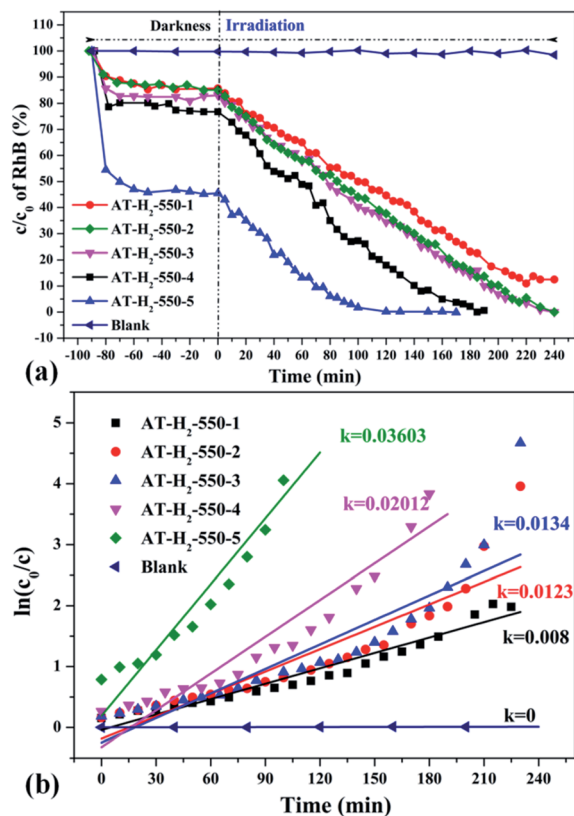 Darkness Irradiation
c/c₀ of RhB (%)
110
100
90
80
70
60
50
40
30
20
10
0
-10
AT-H₂-550-1
AT-H₂-550-2
AT-H₂-550-3
AT-H₂-550-4
AT-H₂-550-5
Blank
-100 -80 -60 -40 -20 0 20 40 60 80 100 120 140 160 180 200 220 240
(a)
Time (min)
ln(c₀/c)
5
4
3
2
1
0
AT-H₂-550-1
AT-H₂-550-2
AT-H₂-550-3
AT-H₂-550-4
AT-H₂-550-5
Blank
k=0.03603
k=0.02012
k=0.0134
k=0.0123
k=0.008
k=0
0 30 60 90 120 150 180 210 240
(b)
Time (min)